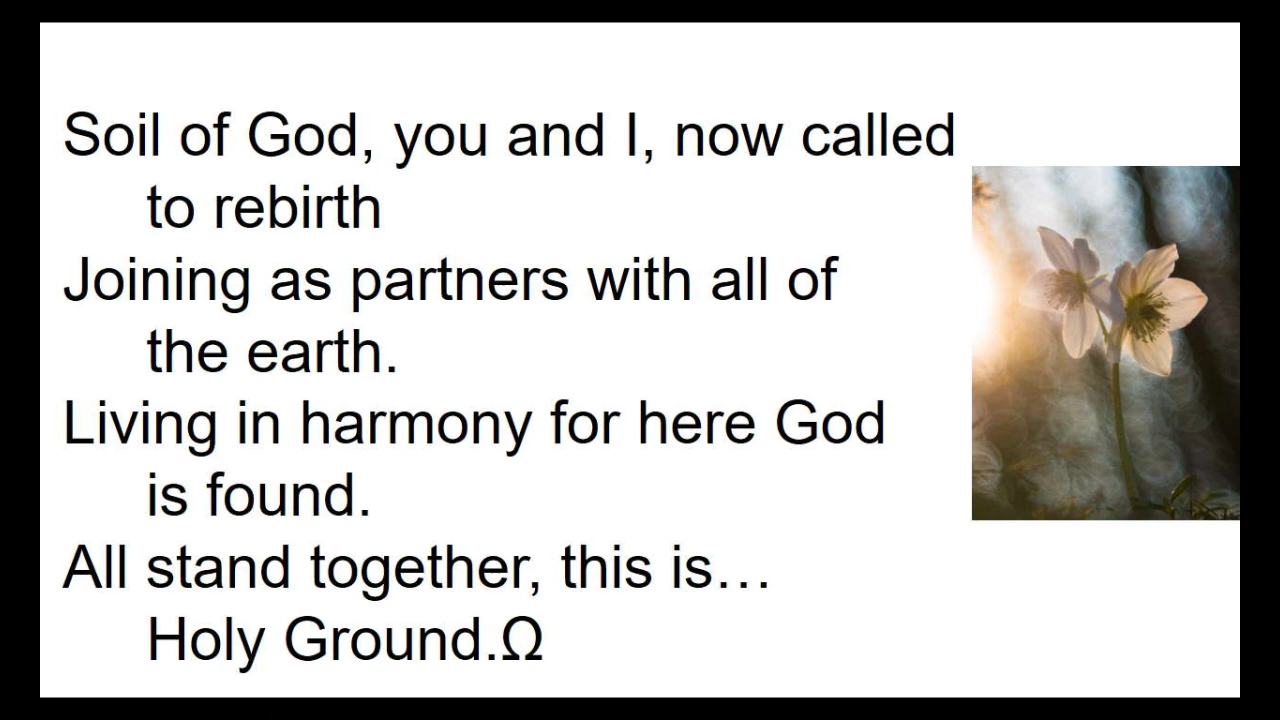 Soil of God, you and I, now called
to rebirth
Joining as partners with all of
the earth.
Living in harmony for here God
is found.
All stand together, this is…
Holy Ground.Ω